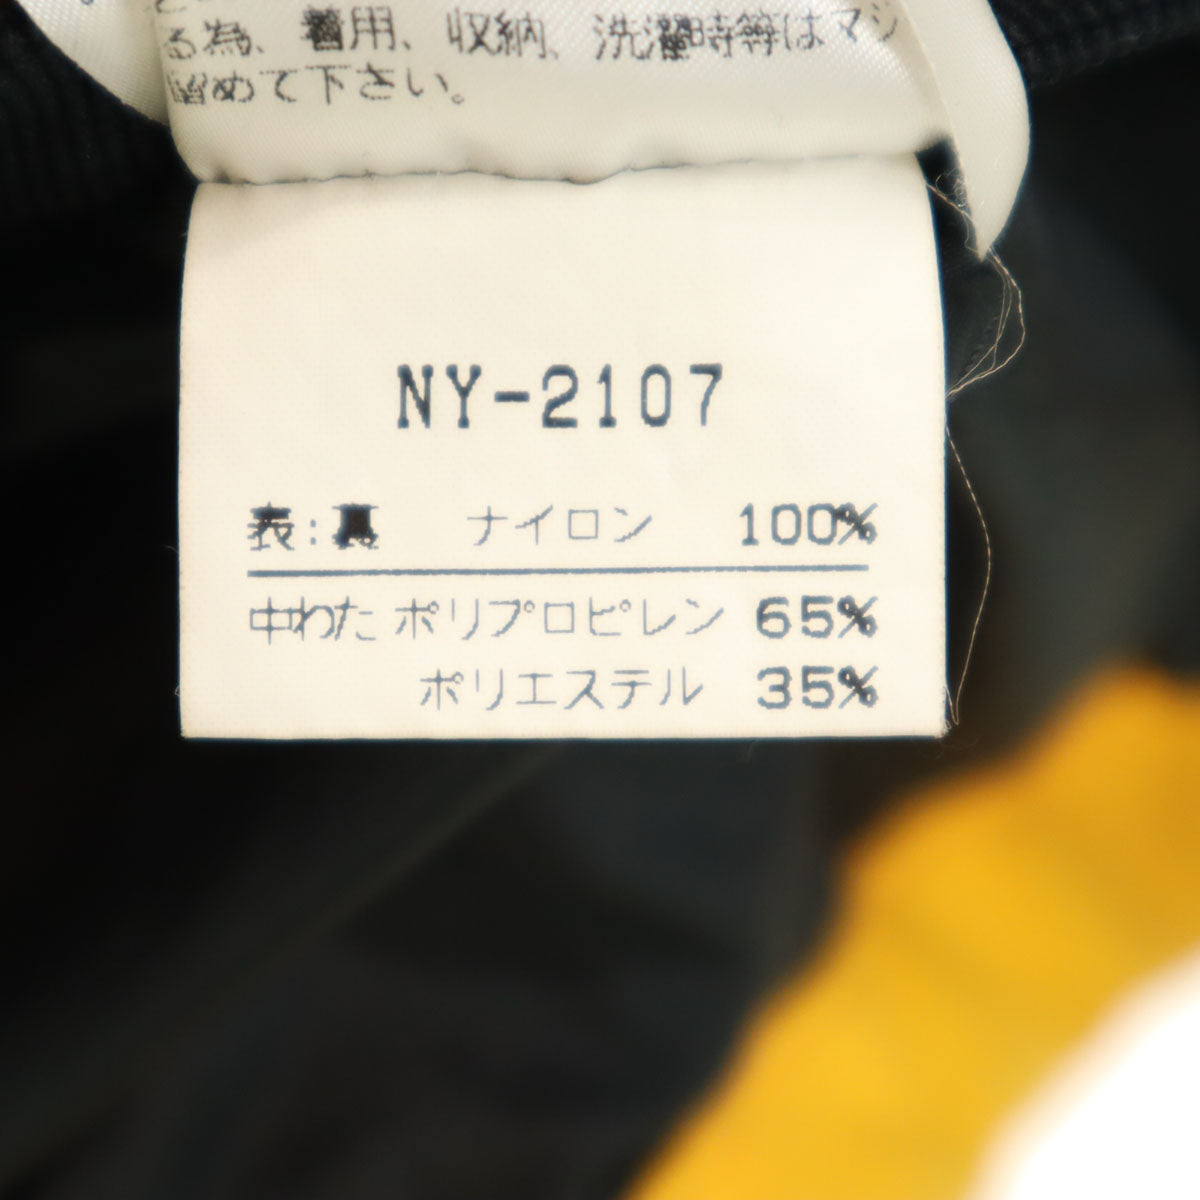 る為、着用、収納、洗濯時等はマジ
留めて下さい。
NY-2107
表:裏 ナイロン 100%
中わた ポリプロピレン 65%
ポリエステル 35%